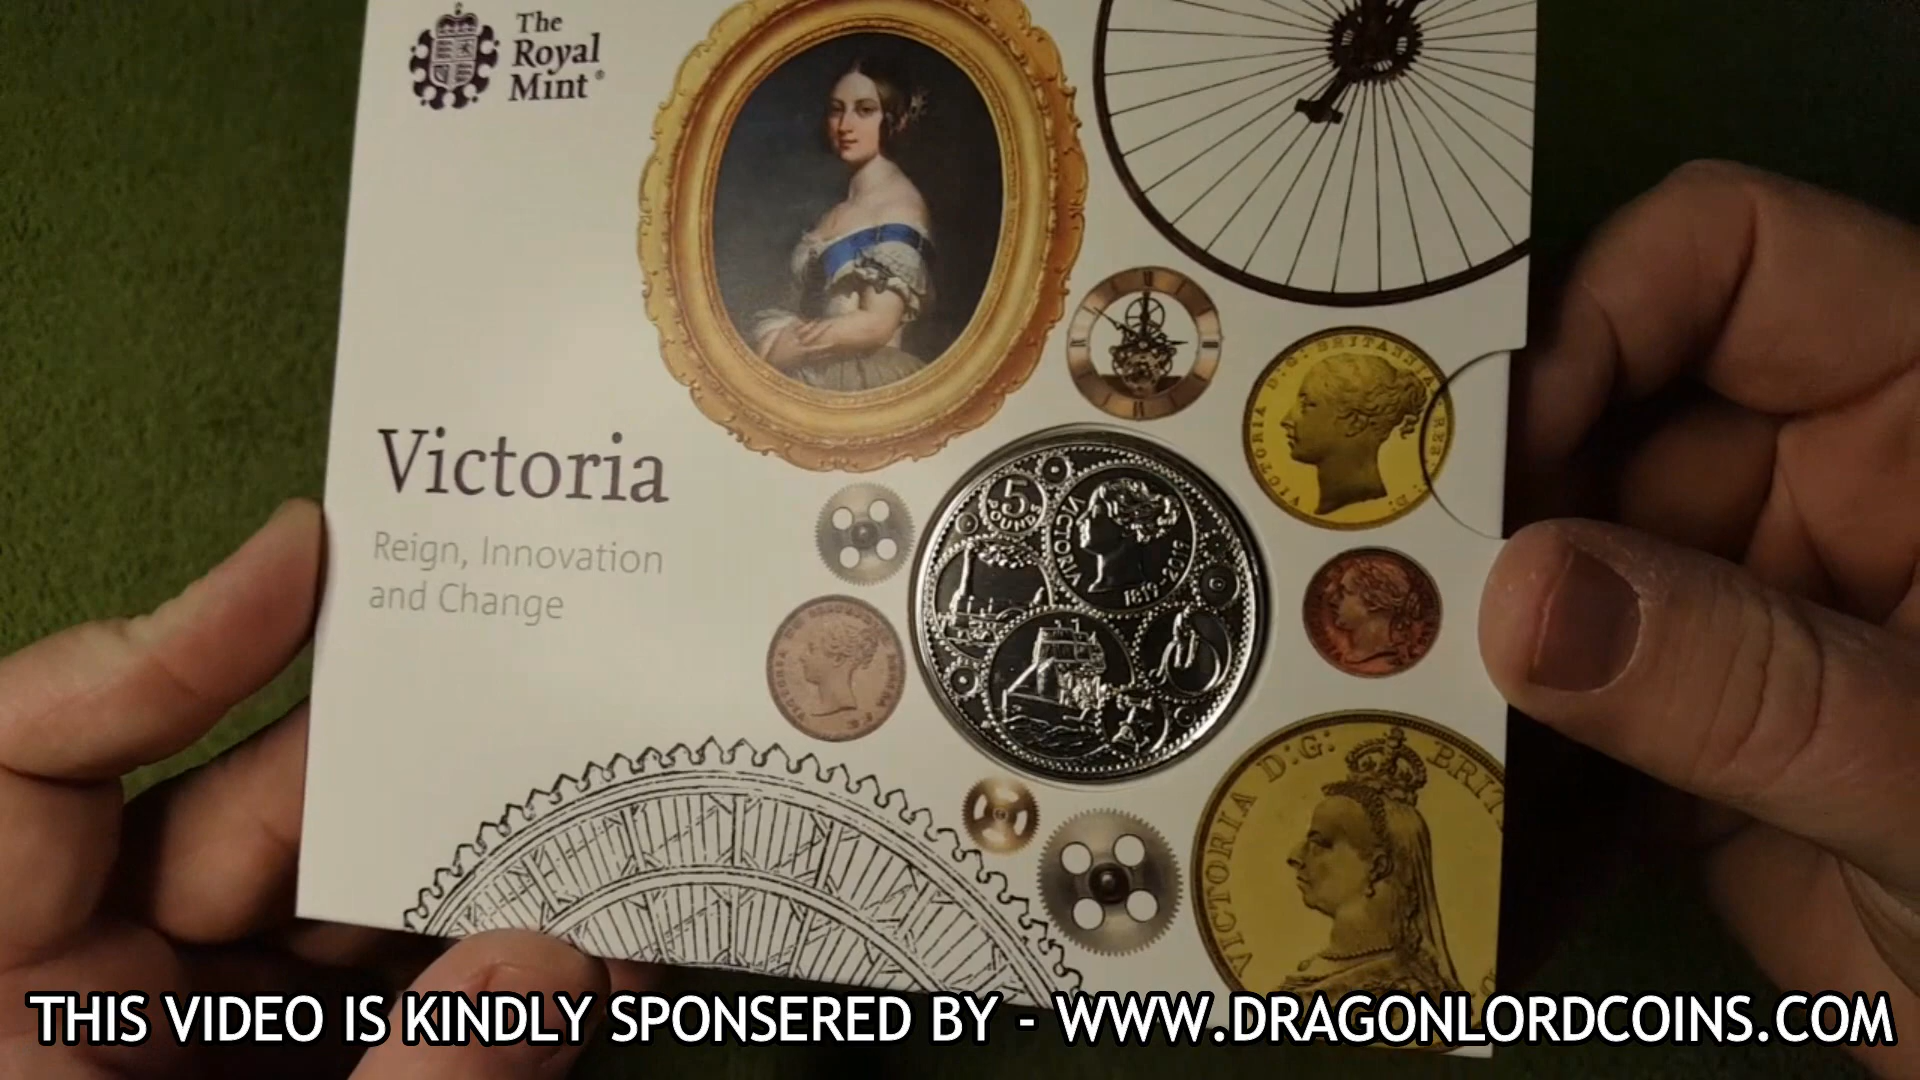 The
Royal
Mint®
Victoria
Reign, Innovation
and Change
VICTORIA D: G: BRITANNIAR REG: F: D:
5
POUNDS
VICTORIA
1819-2019
VICTORIA D: G: BRIT
THIS VIDEO IS KINDLY SPONSERED BY - WWW.DRAGONLORDCOINS.COM